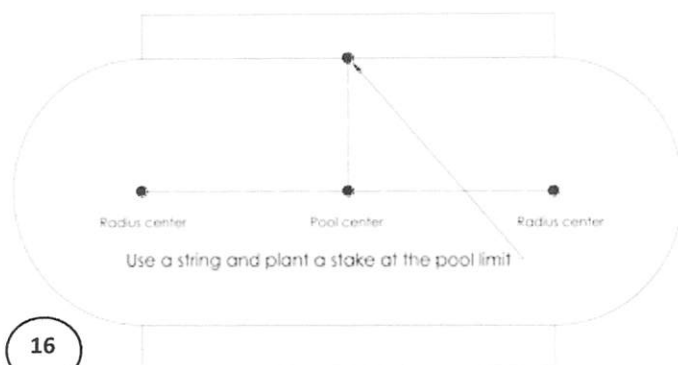 Radius center Pool center Radius center
Use a string and plant a stake at the pool limit
16